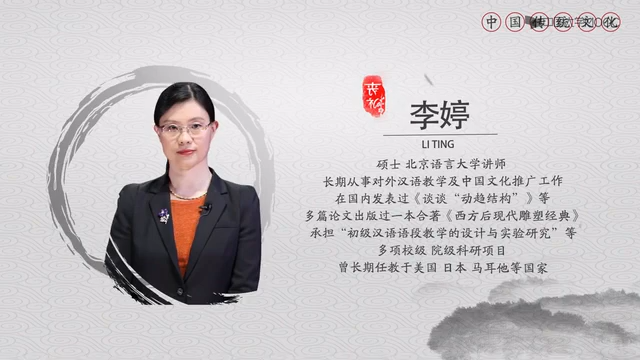 中国传统文化
李婷
LI TING
硕士 北京语言大学讲师
长期从事对外汉语教学及中国文化推广工作
在国内发表过《谈谈“动趋结构”》等
多篇论文出版过一本合著《西方后现代雕塑经典》
承担“初级汉语语段教学的设计与实验研究”等
多项校级 院级科研项目
曾长期任教于美国 日本 马耳他等国家